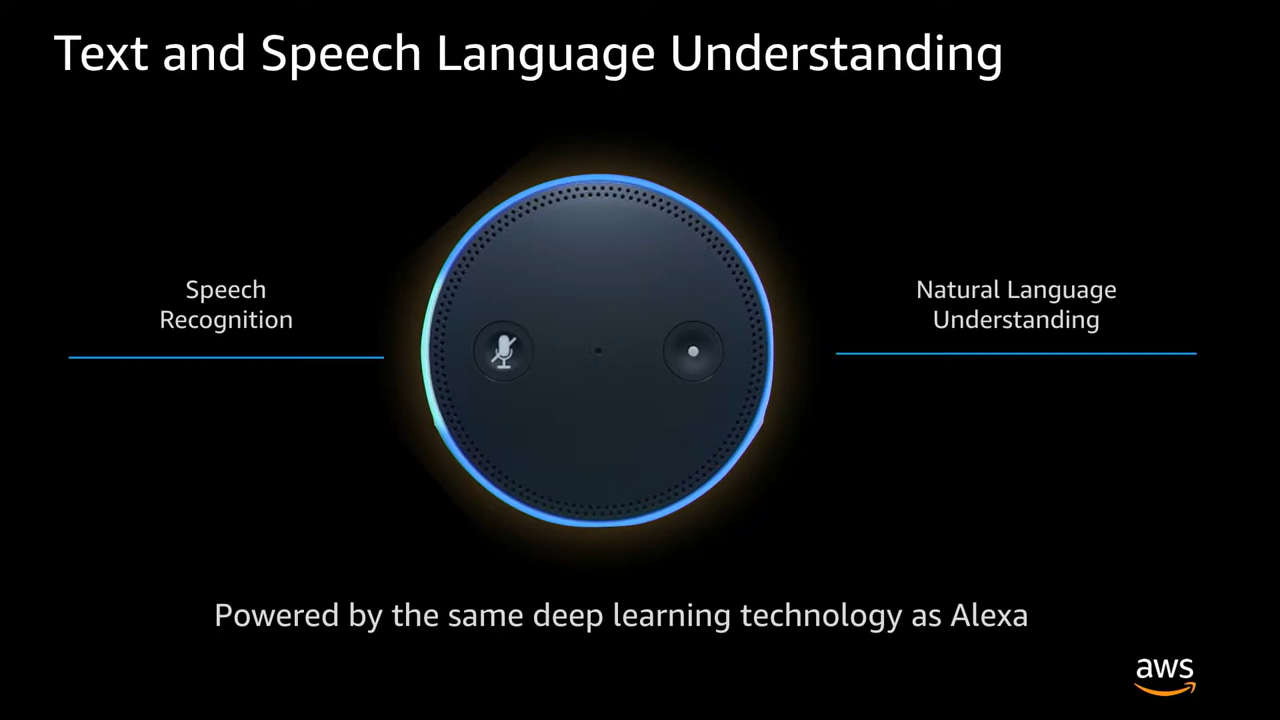 Text and Speech Language Understanding
Speech
Recognition
Natural Language
Understanding
Powered by the same deep learning technology as Alexa
aws